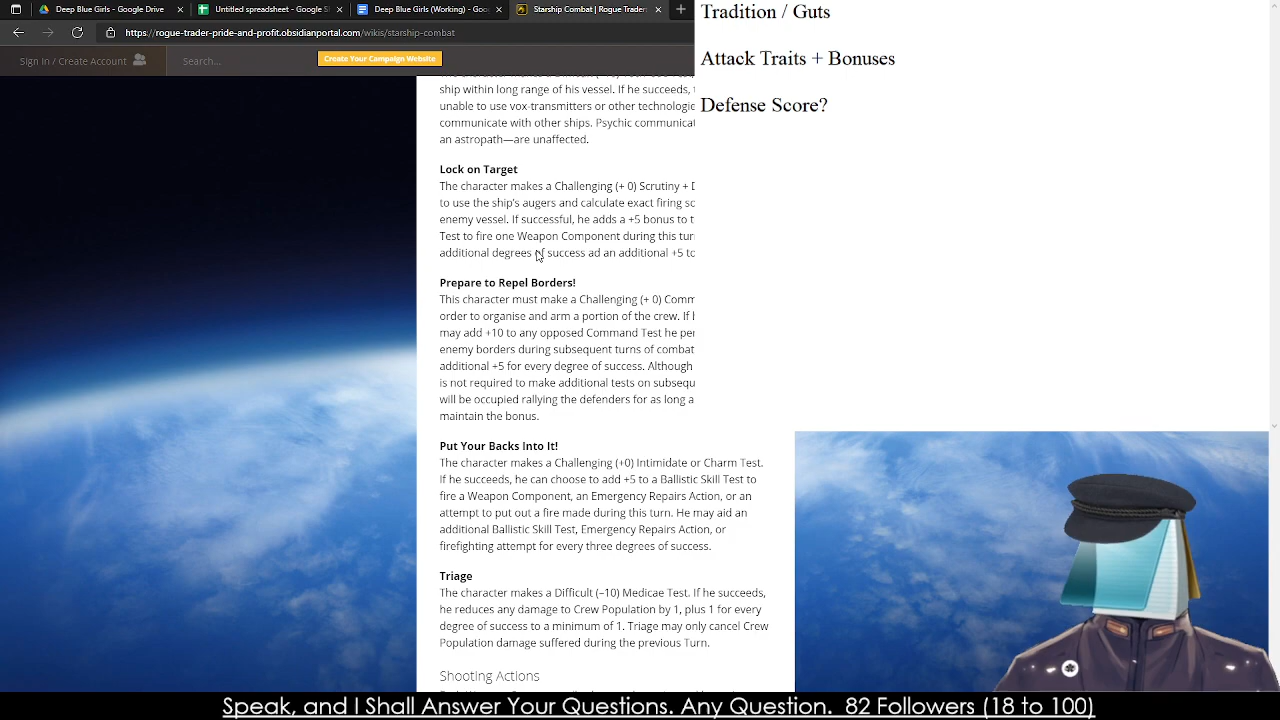 Deep Blue - Google Drive
Untitled spreadsheet - Google S
Deep Blue Girls (Working) - Go
Starship Combat | Rogue Trader
https://rogue-trader-pride-and-power.obsidianportal.com/wiki/starship-combat
Sign In / Create Account
Search...
Create Your Campaign Website
ship within long range of his vessel. If he succeeds,
unable to use vox-transmitters or other technologie
communicate with other ships. Psychic communicat
an astropath—are unaffected.
Lock on Target
The character makes a Challenging (+ 0) Scrutiny + D
to use the ship's augers and calculate exact firing so
enemy vessel. If successful, he adds a +5 bonus to t
Test to fire one Weapon Component during this tur
additional degrees of success ad an additional +5 to
Prepare to Repel Borders!
This character must make a Challenging (+ 0) Comm
order to organise and arm a portion of the crew. If h
may add +10 to any opposed Command Test he per
enemy borders during subsequent turns of combat
additional +5 for every degree of success. Although
is not required to make additional tests on subsequ
will be occupied rallying the defenders for as long a
maintain the bonus.
Put Your Backs Into It!
The character makes a Challenging (+0) Intimidate or Charm Test.
If he succeeds, he can choose to add +5 to a Ballistic Skill Test to
fire a Weapon Component, an Emergency Repairs Action, or an
attempt to put out a fire made during this turn. He may aid an
additional Ballistic Skill Test, Emergency Repairs Action, or
firefighting attempt for every three degrees of success.
Triage
The character makes a Difficult (–10) Medicae Test. If he succeeds,
he reduces any damage to Crew Population by 1, plus 1 for every
degree of success to a minimum of 1. Triage may only cancel Crew
Population damage suffered during the previous Turn.
Shooting Actions
Tradition / Guts
Attack Traits + Bonuses
Defense Score?
Speak, and I Shall Answer Your Questions. Any Question. 82 Followers (18 to 100)